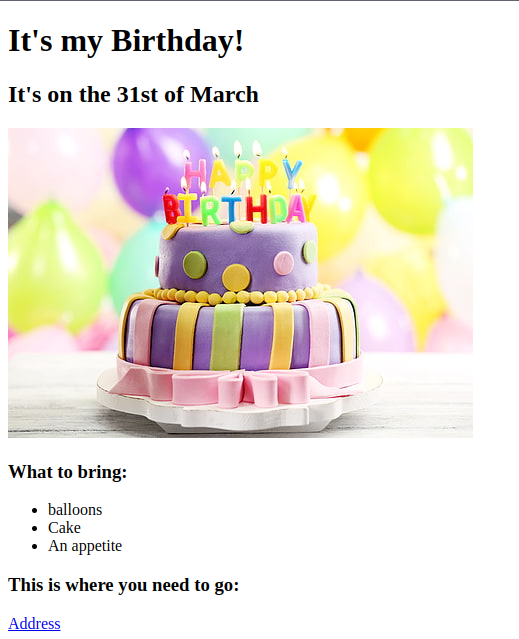 It's my Birthday!
It's on the 31st of March
HAPPY
BIRTHDAY
What to bring:
balloons
Cake
An appetite
This is where you need to go:
Address